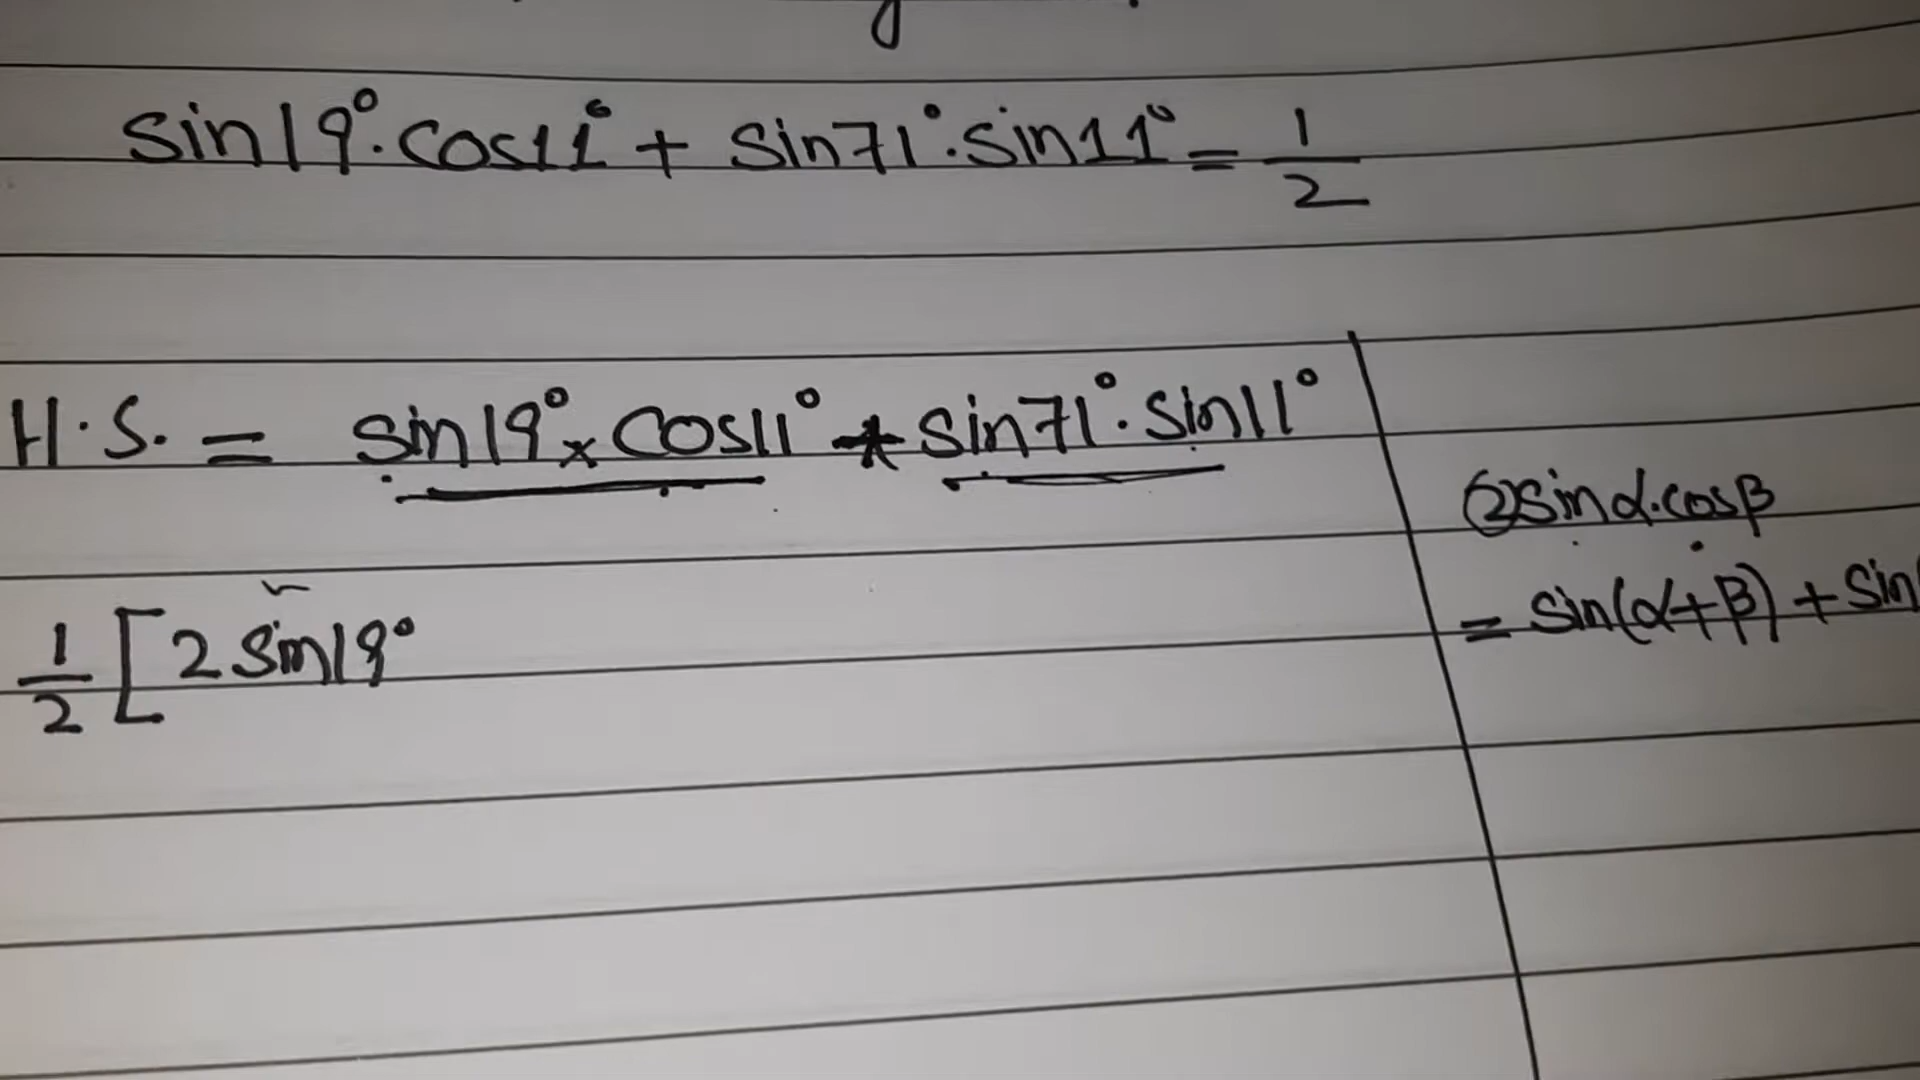 sin19°.cos11° + sin71°.sin11° = 1/2
H.S. = sin19° × cos11° + sin71°.sin11°
2sinα.cosβ
= sin(α+β) + sin(
1/2 [2 sin19°